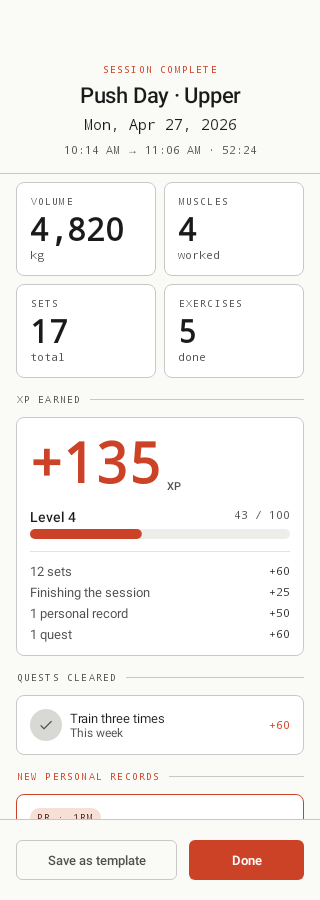 SESSION COMPLETE
Push Day · Upper
Mon, Apr 27, 2026
10:14 AM → 11:06 AM · 52:24
VOLUME
4,820
kg
MUSCLES
4
worked
SETS
17
total
EXERCISES
5
done
XP EARNED
+135 XP
Level 4 43 / 100
12 sets +60
Finishing the session +25
1 personal record +50
1 quest +60
QUESTS CLEARED
Train three times
This week
+60
NEW PERSONAL RECORDS
PR · 1RM
Save as template Done